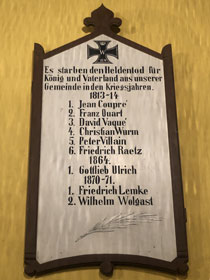 Es starben den Heldentod für
König und Vaterland aus unserer
Gemeinde in den Kriegsjahren.
1813-14
1. Jean Coupré
2. Franz Quart
3. David Vaqué
4. Christian Wurm
5. Peter Villain
6. Friedrich Raetz
1864.
1. Gottlieb Ulrich
1870-71.
1. Friedrich Lemke
2. Wilhelm Wolgast